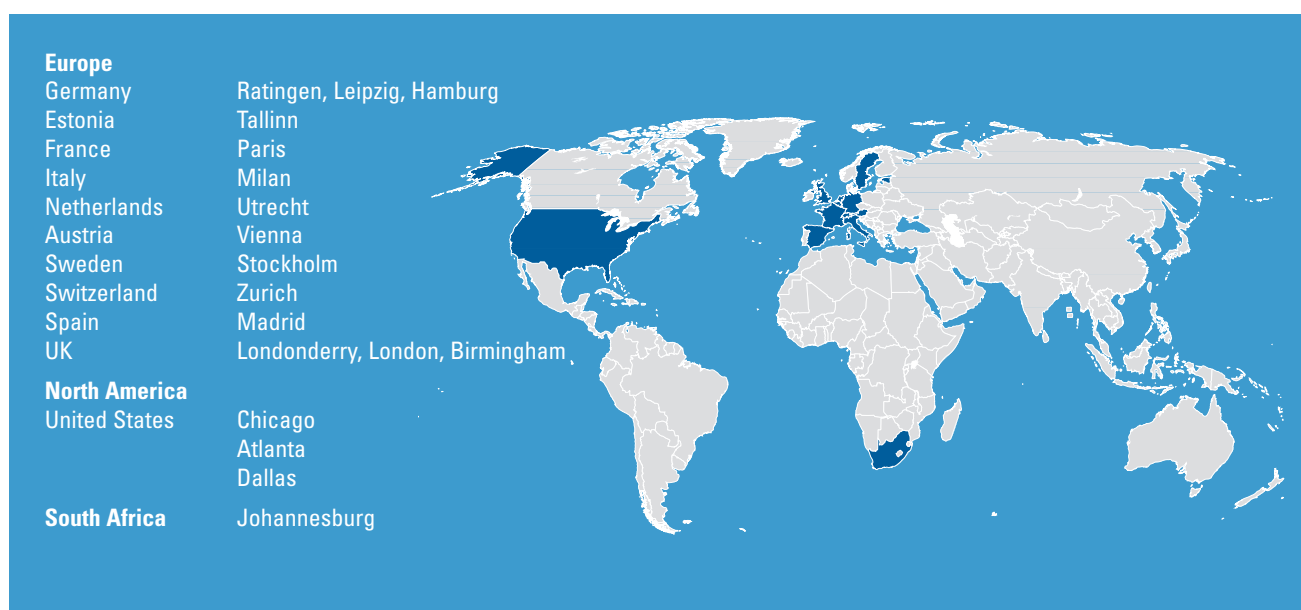 Europe
Germany Ratingen, Leipzig, Hamburg
Estonia Tallinn
France Paris
Italy Milan
Netherlands Utrecht
Austria Vienna
Sweden Stockholm
Switzerland Zurich
Spain Madrid
UK Londonderry, London, Birmingham
North America
United States Chicago
Atlanta
Dallas
South Africa Johannesburg